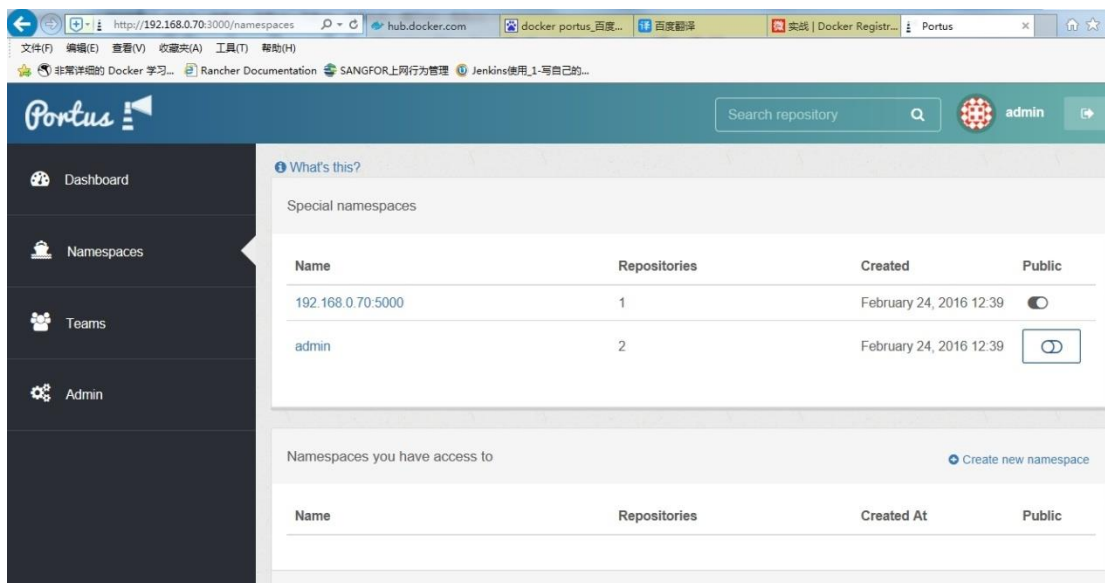 http://192.168.0.70:3000/namespaces hub.docker.com docker portus_百度... 百度翻译 实战 | Docker Registr... Portus
文件(F) 编辑(E) 查看(V) 收藏夹(A) 工具(T) 帮助(H)
非常详细的 Docker 学习... Rancher Documentation SANGFOR上网行为管理 Jenkins使用_1-写自己的...
Portus Search repository admin
What's this?
Dashboard
Special namespaces
Namespaces
Name Repositories Created Public
192.168.0.70:5000 1 February 24, 2016 12:39
Teams
admin 2 February 24, 2016 12:39
Admin
Namespaces you have access to Create new namespace
Name Repositories Created At Public